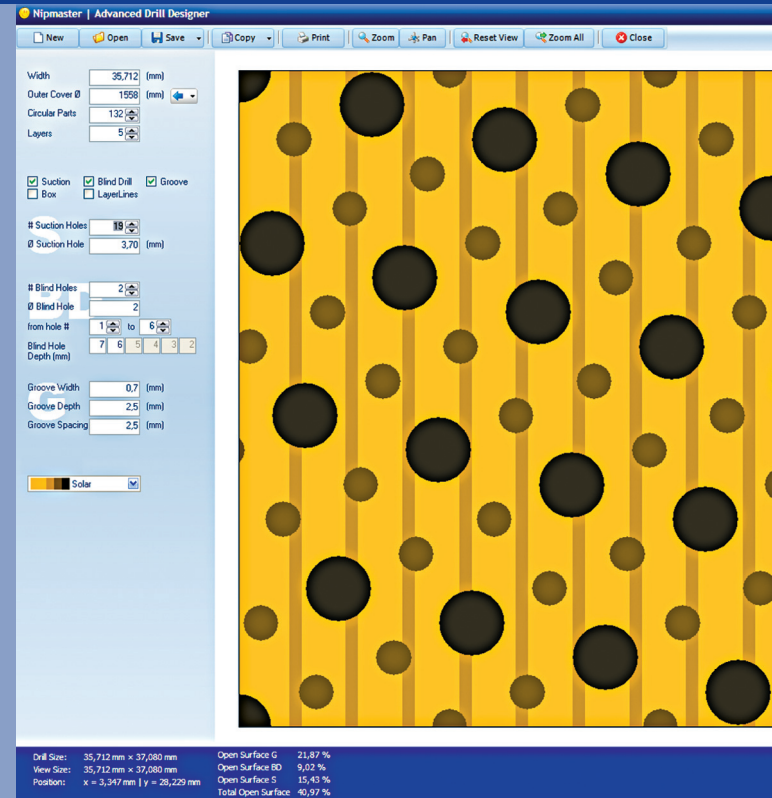 Nipmaster | Advanced Drill Designer
New Open Save Copy Print Zoom Pan Reset View Zoom All Close
Width 35,712 (mm)
Outer Cover Ø 1558 (mm)
Circular Parts 132
Layers 5
Suction Blind Drill Groove
Box LayerLines
S
# Suction Holes 19
Ø Suction Hole 3,70 (mm)
BD
# Blind Holes 2
Ø Blind Hole 2
from hole # 1 to 6
Blind Hole 7 6 5 4 3 2
Depth (mm)
G
Groove Width 0,7 (mm)
Groove Depth 2,5 (mm)
Groove Spacing 2,5 (mm)
Solar
Drill Size: 35,712 mm × 37,080 mm
View Size: 35,712 mm × 37,080 mm
Position: x = 3,347 mm | y = 28,229 mm
Open Surface G 21,87 %
Open Surface BD 9,02 %
Open Surface S 15,43 %
Total Open Surface 40,97 %